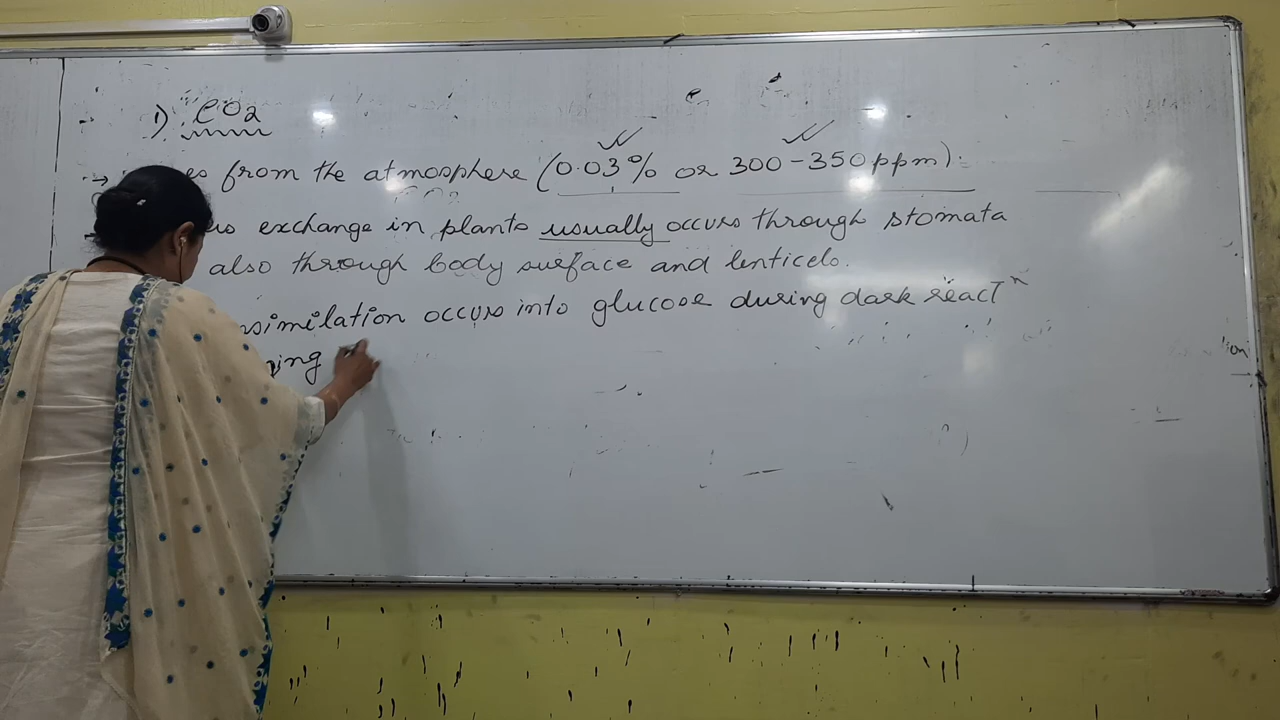 1) CO2
→ from the atmosphere (0.03% or 300-350 ppm).
exchange in plants usually occurs through stomata
also through body surface and lenticels.
occurs into glucose during dark react^n